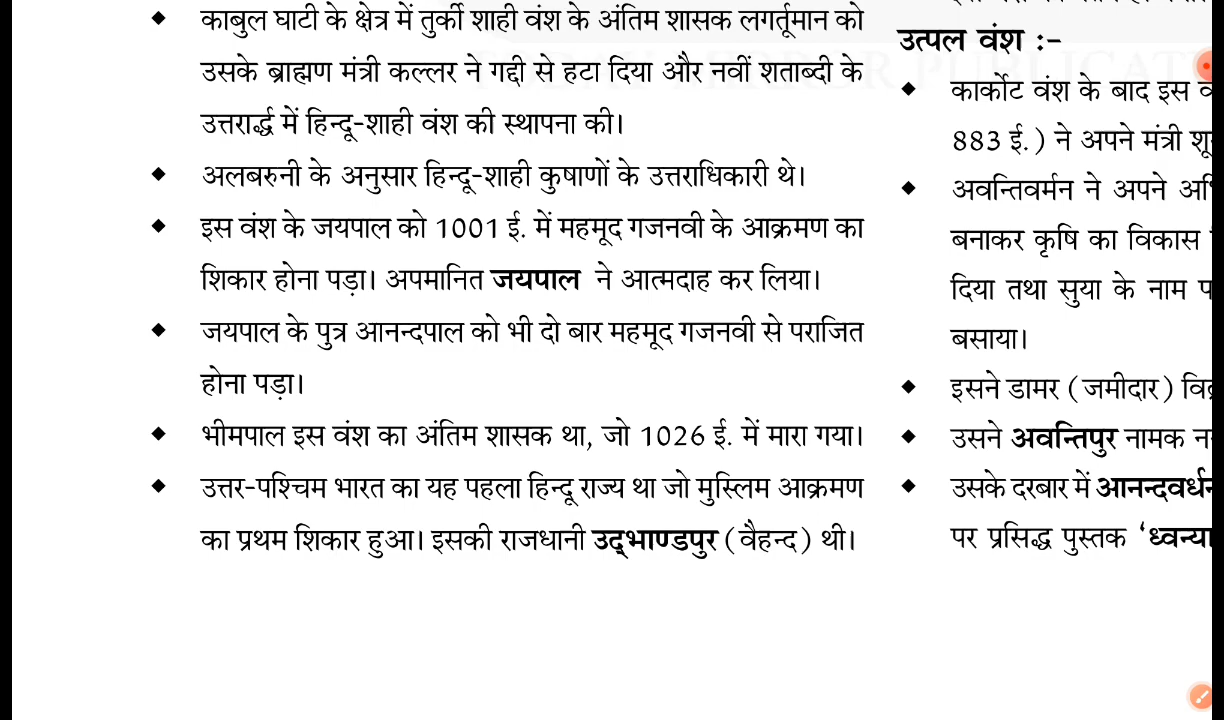 ◆ काबुल घाटी के क्षेत्र में तुर्की शाही वंश के अंतिम शासक लगर्तूमान को
उसके ब्राह्मण मंत्री कल्लर ने गद्दी से हटा दिया और नवीं शताब्दी के
उत्तरार्द्ध में हिन्दू-शाही वंश की स्थापना की।
◆ अलबरुनी के अनुसार हिन्दू-शाही कुषाणों के उत्तराधिकारी थे।
◆ इस वंश के जयपाल को 1001 ई. में महमूद गजनवी के आक्रमण का
शिकार होना पड़ा। अपमानित जयपाल ने आत्मदाह कर लिया।
◆ जयपाल के पुत्र आनन्दपाल को भी दो बार महमूद गजनवी से पराजित
होना पड़ा।
◆ भीमपाल इस वंश का अंतिम शासक था, जो 1026 ई. में मारा गया।
◆ उत्तर-पश्चिम भारत का यह पहला हिन्दू राज्य था जो मुस्लिम आक्रमण
का प्रथम शिकार हुआ। इसकी राजधानी उद्भाण्डपुर (वैहन्द) थी।
उत्पल वंश :-
◆ कार्कोट वंश के बाद इस
883 ई.) ने अपने मंत्री
◆ अवन्तिवर्मन ने अपने
बनाकर कृषि का विकास
दिया तथा सुया के नाम
बसाया।
◆ इसने डामर (जमीदार)
◆ उसने अवन्तिपुर नामक
◆ उसके दरबार में आनन्दवर्धन
पर प्रसिद्ध पुस्तक